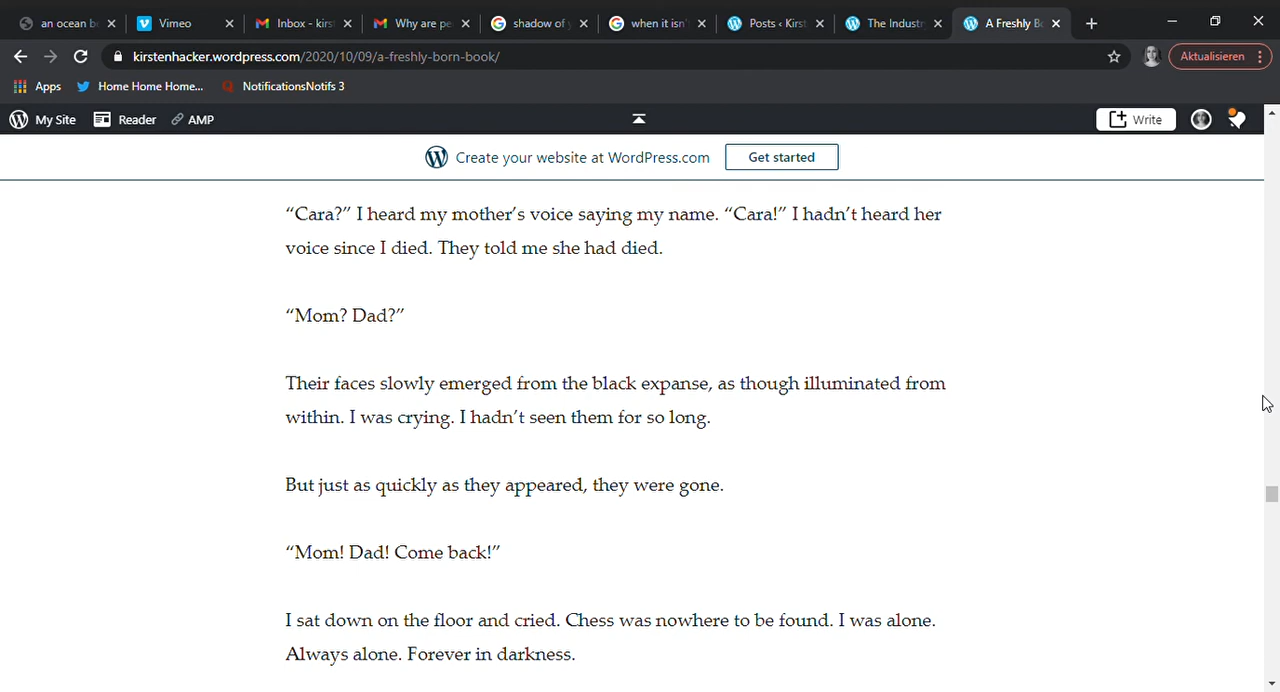 an ocean b
Vimeo
Inbox - kirs
Why are pe
shadow of
when it isn
Posts ‹ Kirst
The Industr
A Freshly Bo
kirstenhacker.wordpress.com/2020/10/09/a-freshly-born-book/
Aktualisieren
Apps
Home Home Home...
NotificationsNotifs 3
My Site
Reader
AMP
Write
Create your website at WordPress.com
Get started
“Cara?” I heard my mother’s voice saying my name. “Cara!” I hadn’t heard her
voice since I died. They told me she had died.
“Mom? Dad?”
Their faces slowly emerged from the black expanse, as though illuminated from
within. I was crying. I hadn’t seen them for so long.
But just as quickly as they appeared, they were gone.
“Mom! Dad! Come back!”
I sat down on the floor and cried. Chess was nowhere to be found. I was alone.
Always alone. Forever in darkness.